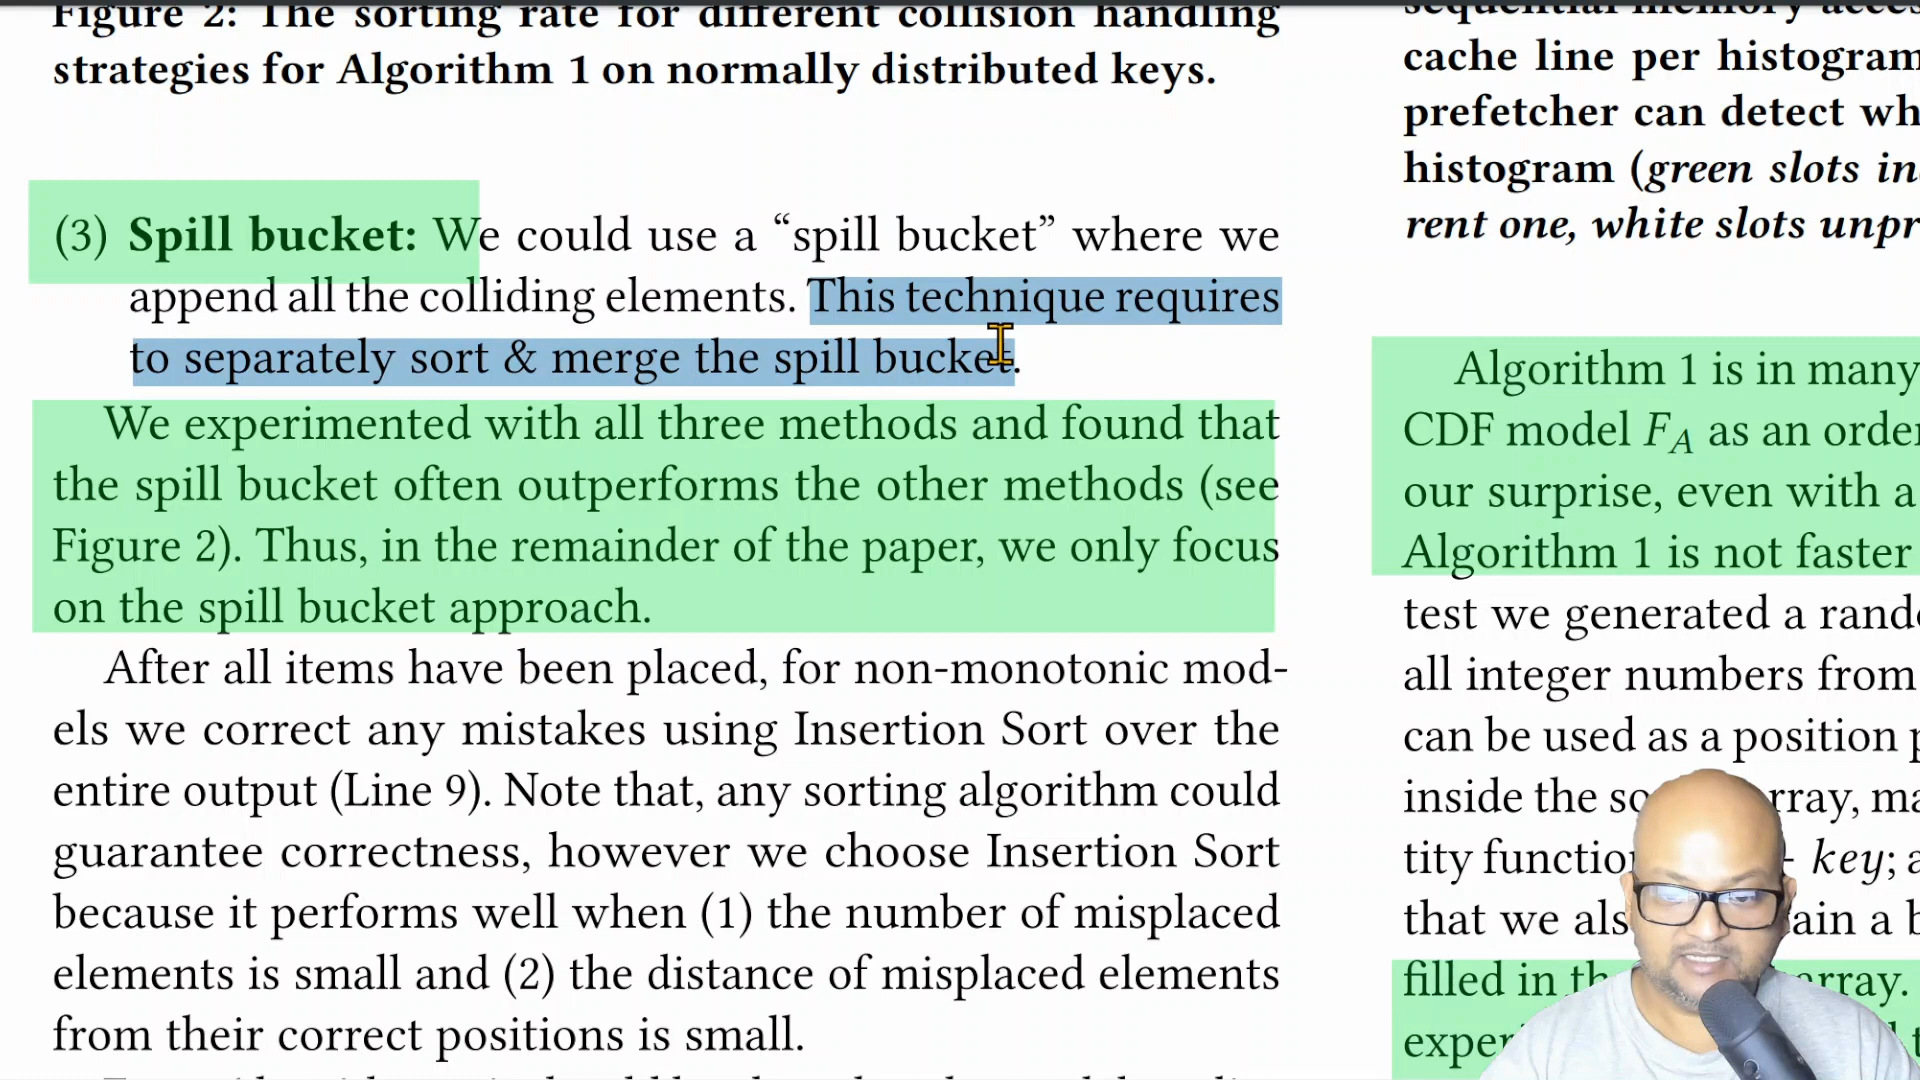 Figure 2: The sorting rate for different collision handling
strategies for Algorithm 1 on normally distributed keys.
(3) Spill bucket: We could use a “spill bucket” where we
append all the colliding elements. This technique requires
to separately sort & merge the spill bucket.
We experimented with all three methods and found that
the spill bucket often outperforms the other methods (see
Figure 2). Thus, in the remainder of the paper, we only focus
on the spill bucket approach.
After all items have been placed, for non-monotonic mod-
els we correct any mistakes using Insertion Sort over the
entire output (Line 9). Note that, any sorting algorithm could
guarantee correctness, however we choose Insertion Sort
because it performs well when (1) the number of misplaced
elements is small and (2) the distance of misplaced elements
from their correct positions is small.
sequential memory
cache line per histogram
prefetcher can detect
histogram (green slots
rent one, white slots
Algorithm 1 is in many
CDF model F_A as an
our surprise, even with a
Algorithm 1 is not faster
test we generated a
all integer numbers from
can be used as a position
inside the
key;
that we
filled in array.